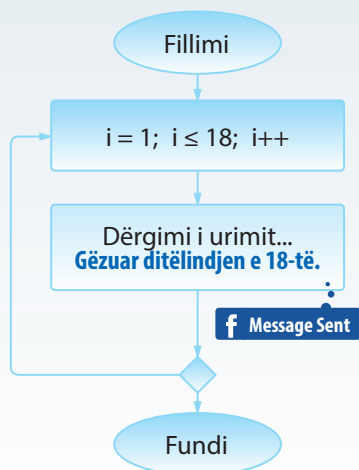 Fillimi
i = 1; i ≤ 18; i++
Dërgimi i urimit...
Gëzuar ditëlindjen e 18-të.
f Message Sent
Fundi